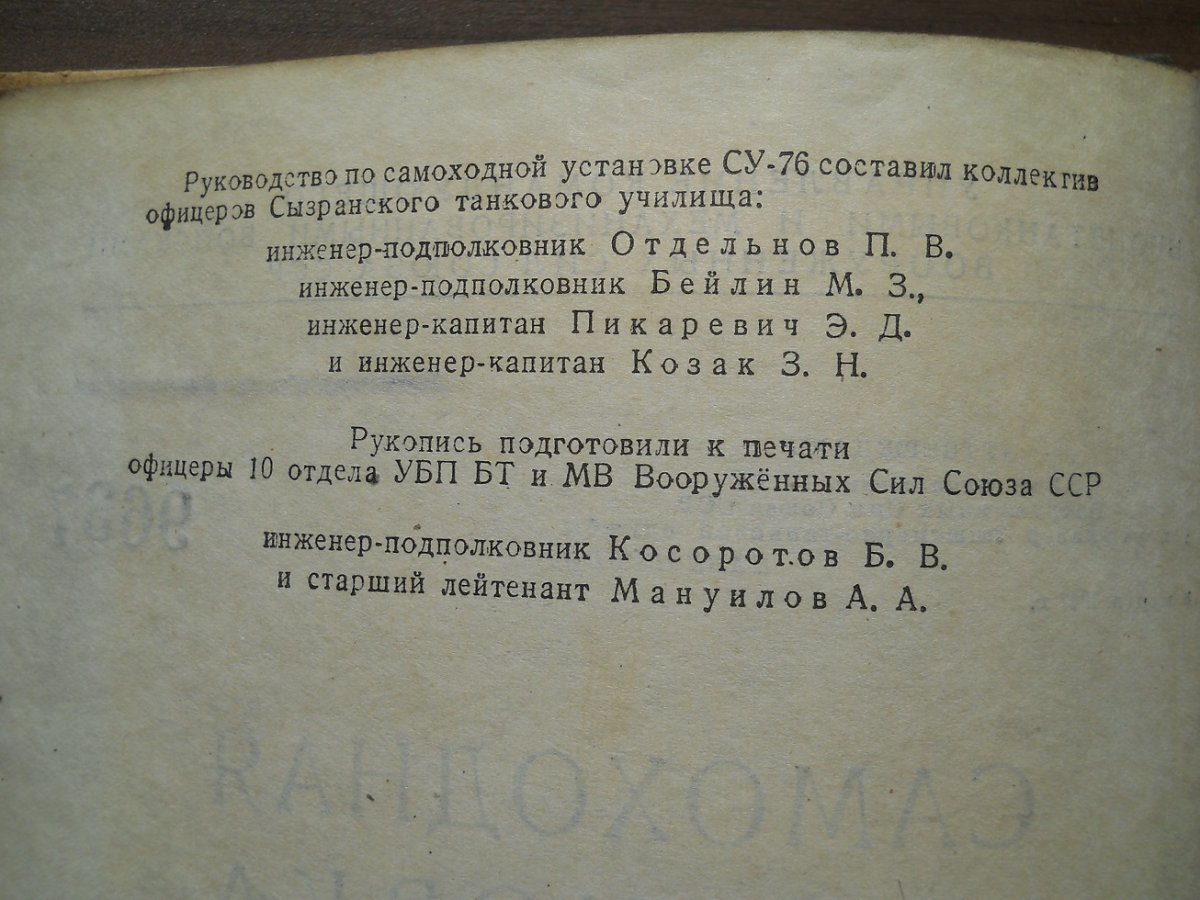 Руководство по самоходной установке СУ-76 составил коллектив
офицеров Сызранского танкового училища:
инженер-подполковник Отдельнов П. В.
инженер-подполковник Бейлин М. З.,
инженер-капитан Пикаревич Э. Д.
и инженер-капитан Козак З. Н.
Рукопись подготовили к печати
офицеры 10 отдела УБП БТ и МВ Вооружённых Сил Союза ССР
инженер-подполковник Косоротов Б. В.
и старший лейтенант Мануилов А. А.
САМОХОДНАЯ